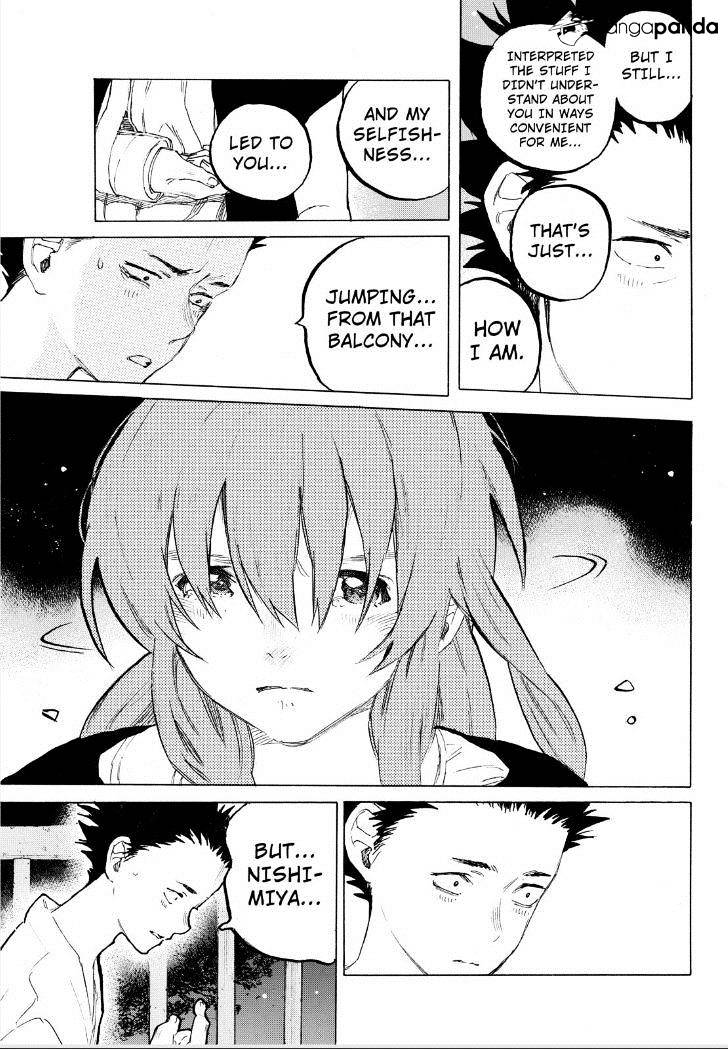 mangapanda
BUT I
STILL...
INTERPRETED
THE STUFF I
DIDN'T UNDER-
STAND ABOUT
YOU IN WAYS
CONVENIENT
FOR ME...
THAT'S
JUST...
HOW
I AM.
AND MY
SELFISH-
NESS...
LED TO
YOU...
JUMPING...
FROM THAT
BALCONY...
BUT...
NISHI-
MIYA...